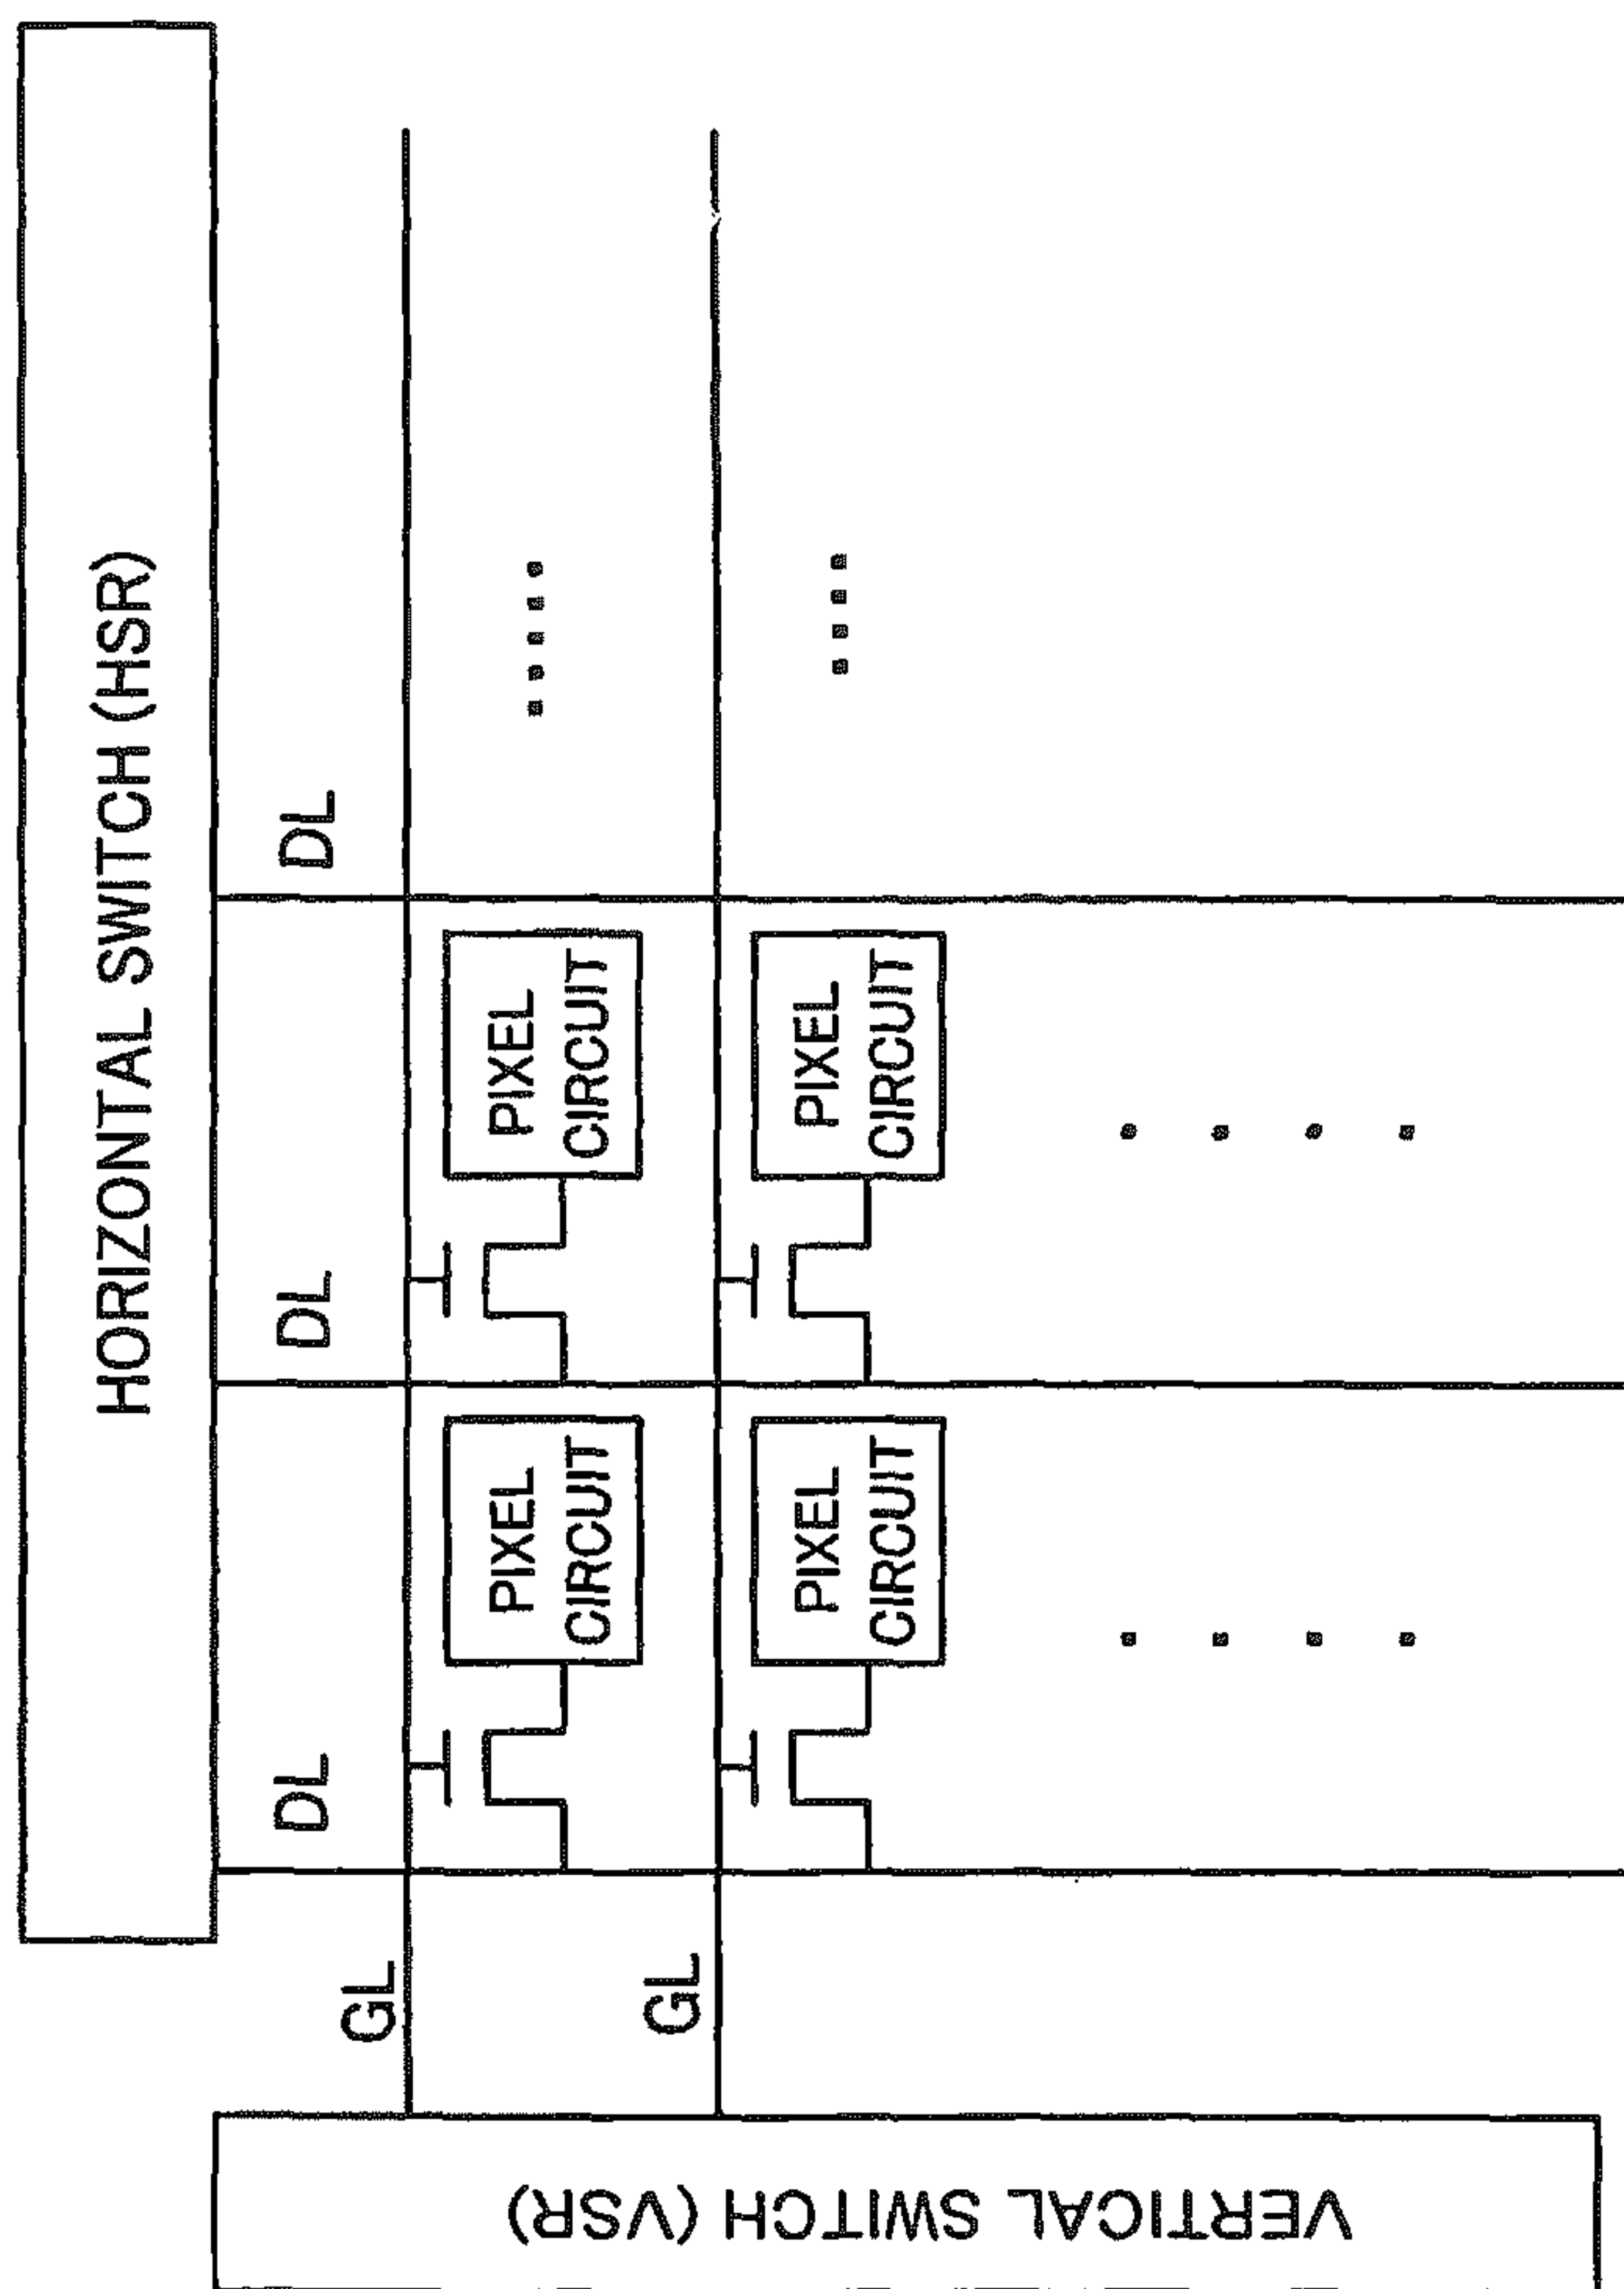 HORIZONTAL SWITCH (HSR)
DL
DL
DL
GL
PIXEL
CIRCUIT
PIXEL
CIRCUIT
GL
PIXEL
CIRCUIT
PIXEL
CIRCUIT
VERTICAL SWITCH (VSR)